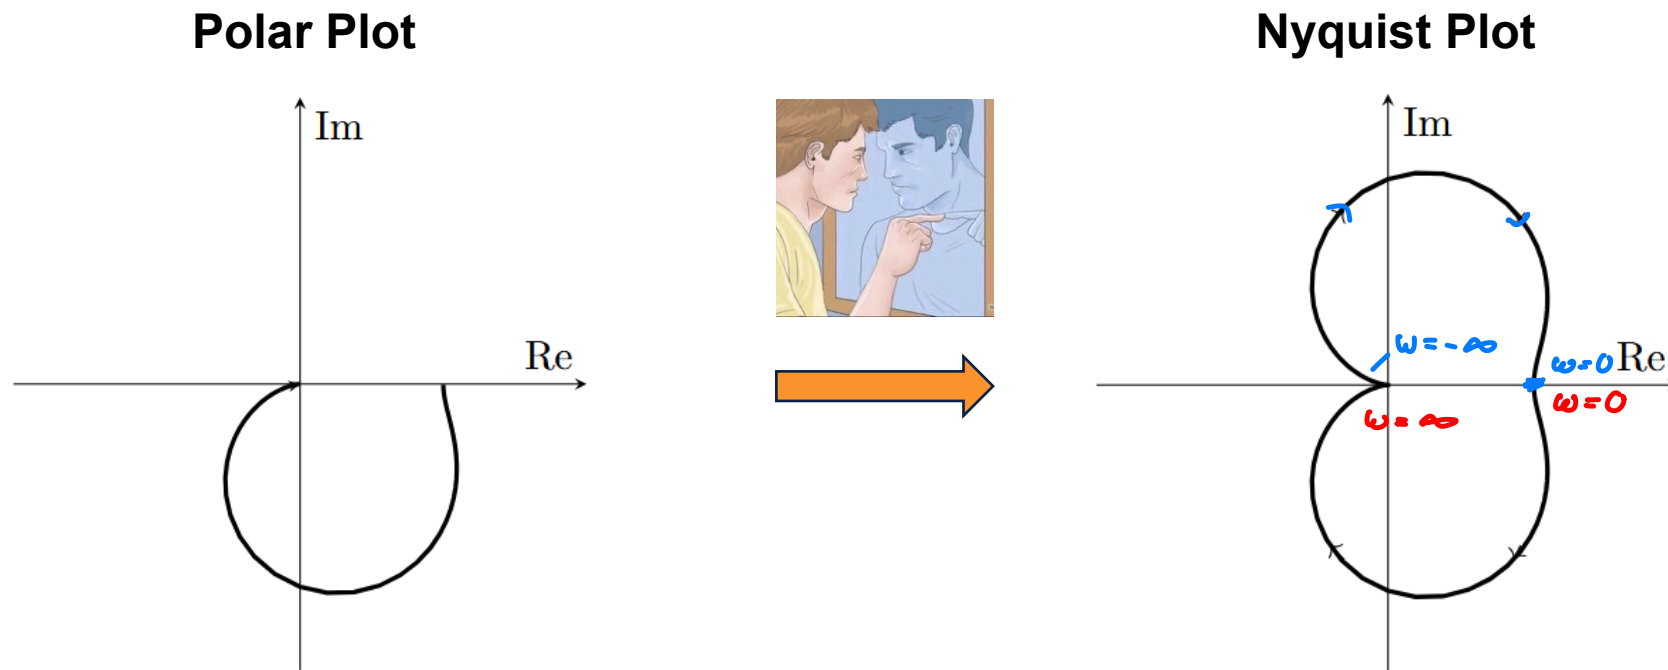 Polar Plot
Im
Re
Nyquist Plot
Im
ω = -∞
ω=0
Re
ω = ∞
ω=0